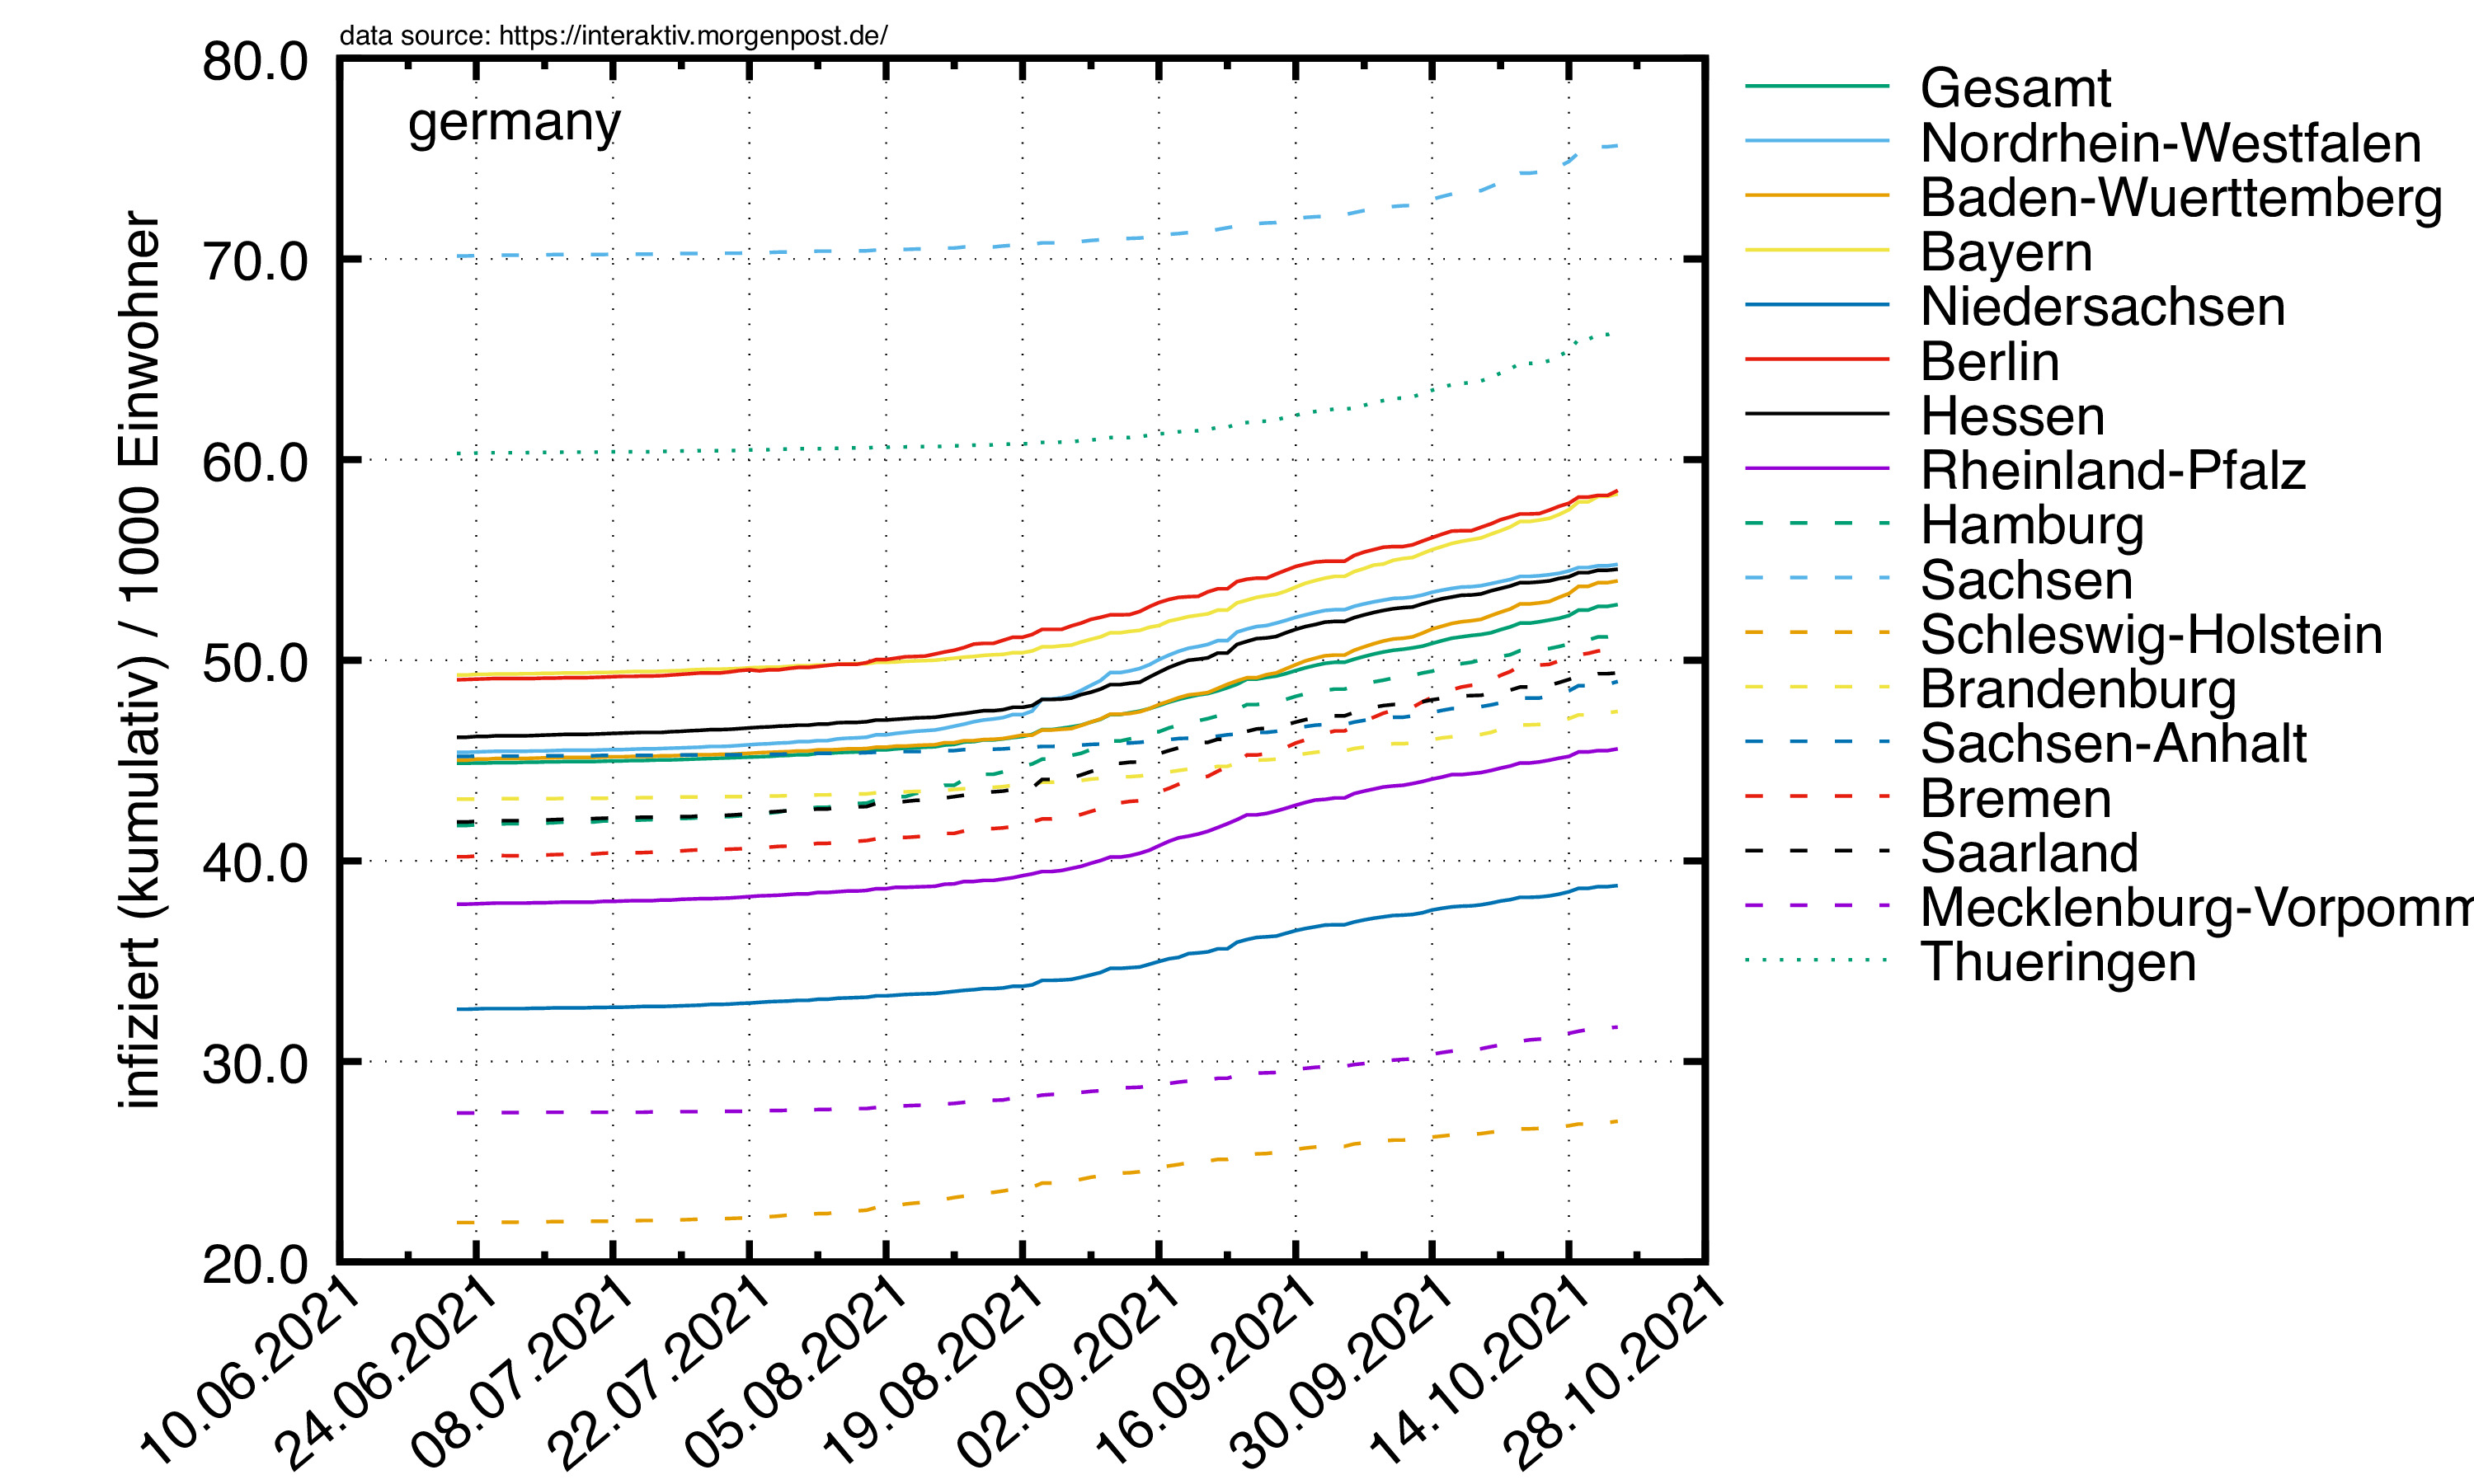 data source: https://interaktiv.morgenpost.de/
germany
infiziert (kumulativ) / 1000 Einwohner
80.0
70.0
60.0
50.0
40.0
30.0
20.0
10.06.2021
24.06.2021
08.07.2021
22.07.2021
05.08.2021
19.08.2021
02.09.2021
16.09.2021
30.09.2021
14.10.2021
28.10.2021
Gesamt
Nordrhein-Westfalen
Baden-Wuerttemberg
Bayern
Niedersachsen
Berlin
Hessen
Rheinland-Pfalz
Hamburg
Sachsen
Schleswig-Holstein
Brandenburg
Sachsen-Anhalt
Bremen
Saarland
Mecklenburg-Vorpomm
Thueringen